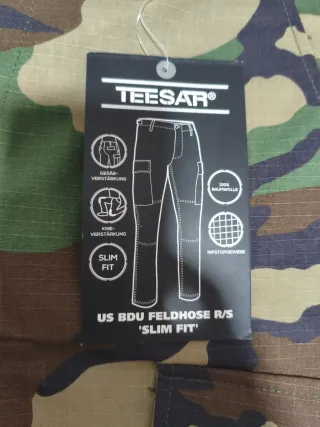 TEESAR®
GESÄß-
VERSTÄRKUNG
KNIE-
VERSTÄRKUNG
SLIM
FIT
100%
BAUMWOLLE
RIPSTOPGEWEBE
US BDU FELDHOSE R/S
'SLIM FIT'